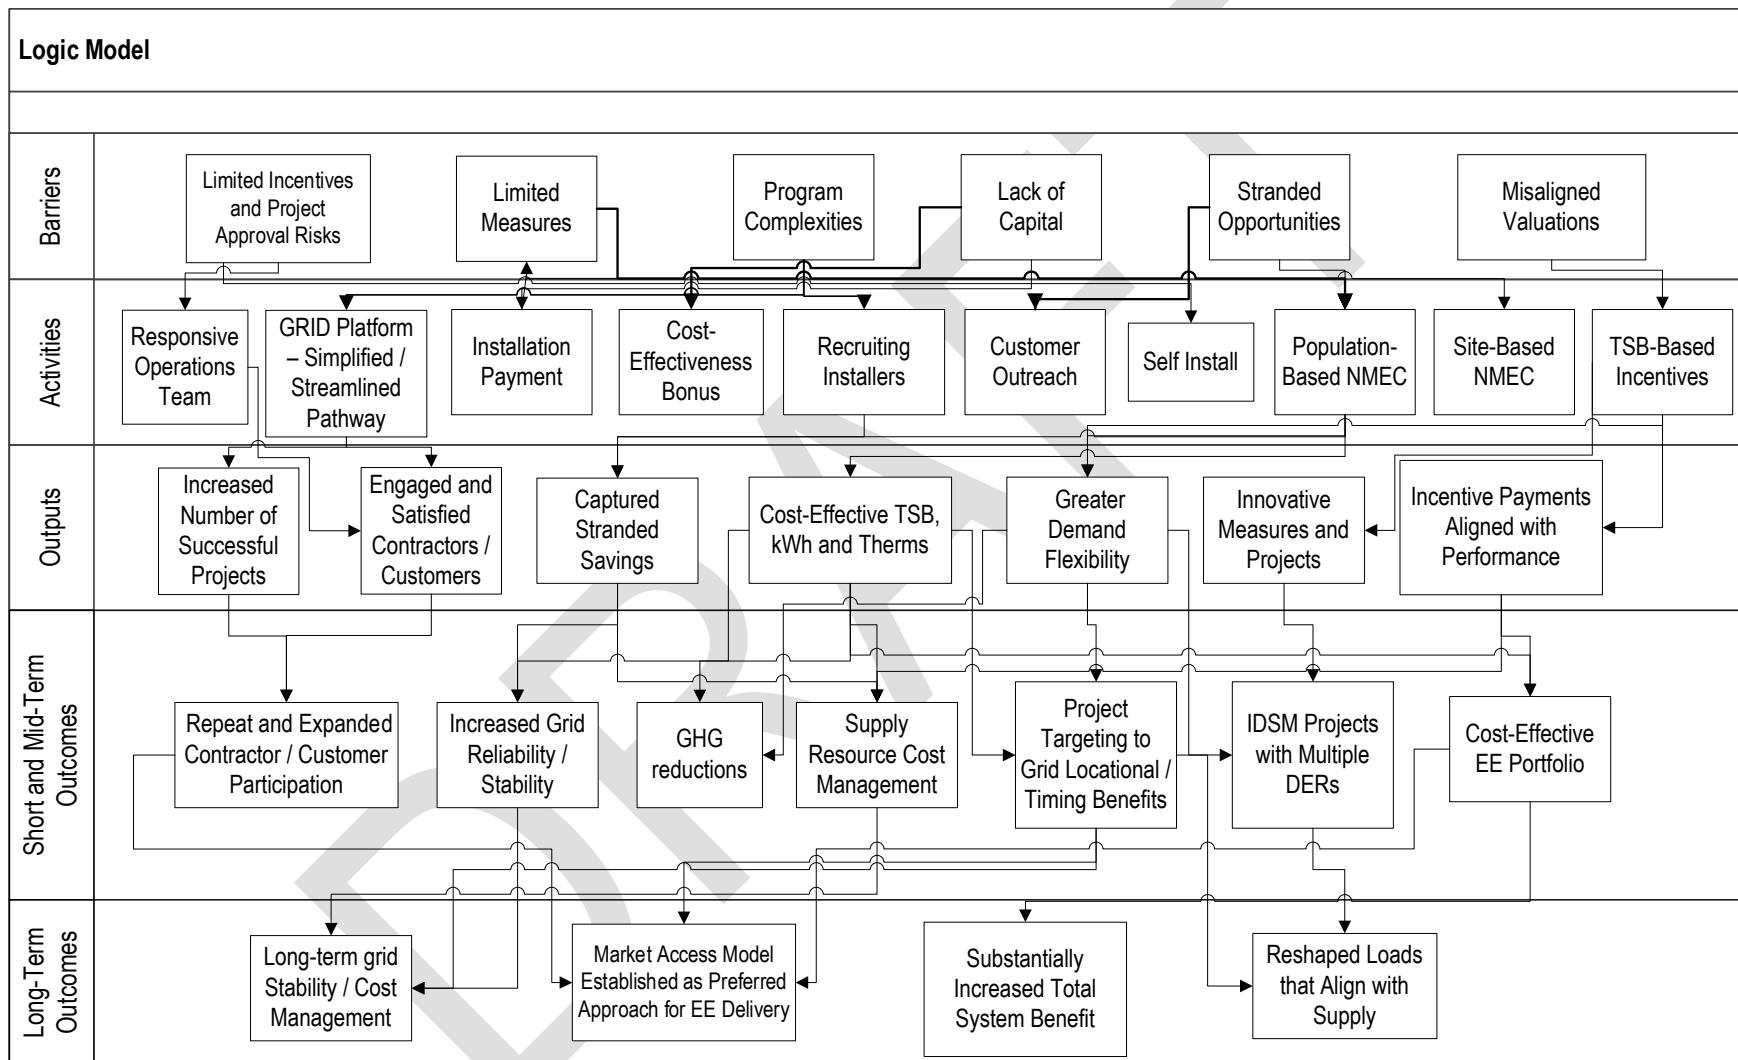 Logic Model
Barriers
Limited Incentives
and Project
Approval Risks
Limited
Measures
Program
Complexities
Lack of
Capital
Stranded
Opportunities
Misaligned
Valuations
Activities
Responsive
Operations
Team
GRID Platform
– Simplified /
Streamlined
Pathway
Installation
Payment
Cost-
Effectiveness
Bonus
Recruiting
Installers
Customer
Outreach
Self Install
Population-
Based NMEC
Site-Based
NMEC
TSB-Based
Incentives
Outputs
Increased
Number of
Successful
Projects
Engaged and
Satisfied
Contractors /
Customers
Captured
Stranded
Savings
Cost-Effective TSB,
kWh and Therms
Greater
Demand
Flexibility
Innovative
Measures and
Projects
Incentive Payments
Aligned with
Performance
Short and Mid-Term
Outcomes
Repeat and Expanded
Contractor / Customer
Participation
Increased Grid
Reliability /
Stability
GHG
reductions
Supply
Resource Cost
Management
Project
Targeting to
Grid Locational /
Timing Benefits
IDSM Projects
with Multiple
DERs
Cost-Effective
EE Portfolio
Long-Term
Outcomes
Long-term grid
Stability / Cost
Management
Market Access Model
Established as Preferred
Approach for EE Delivery
Substantially
Increased Total
System Benefit
Reshaped Loads
that Align with
Supply
DRAFT